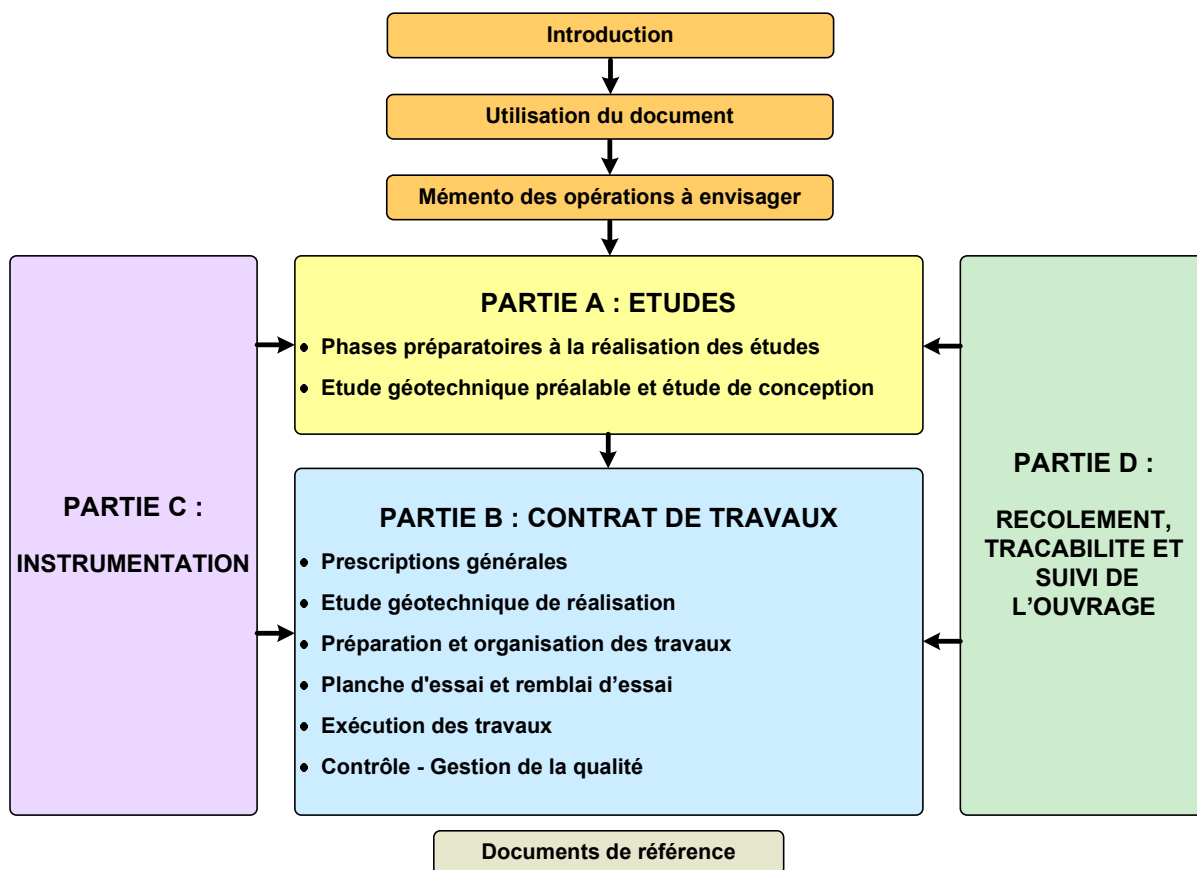 Introduction
Utilisation du document
Mémento des opérations à envisager
PARTIE A : ETUDES
• Phases préparatoires à la réalisation des études
• Etude géotechnique préalable et étude de conception
PARTIE C :
INSTRUMENTATION
PARTIE B : CONTRAT DE TRAVAUX
• Prescriptions générales
• Etude géotechnique de réalisation
• Préparation et organisation des travaux
• Planche d'essai et remblai d’essai
• Exécution des travaux
• Contrôle - Gestion de la qualité
PARTIE D :
RECOLEMENT,
TRACABILITE ET
SUIVI DE
L’OUVRAGE
Documents de référence